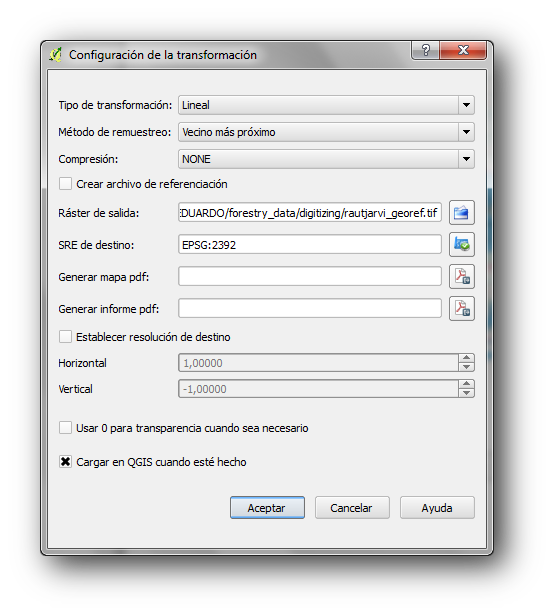 Configuración de la transformación
Tipo de transformación: Lineal
Método de remuestreo: Vecino más próximo
Compresión: NONE
Crear archivo de referenciación
Ráster de salida: EDUARDO/forestry_data/digitizing/rautjarvi_georef.tif
SRE de destino: EPSG:2392
Generar mapa pdf:
Generar informe pdf:
Establecer resolución de destino
Horizontal 1,00000
Vertical -1,00000
Usar 0 para transparencia cuando sea necesario
Cargar en QGIS cuando esté hecho
Aceptar Cancelar Ayuda